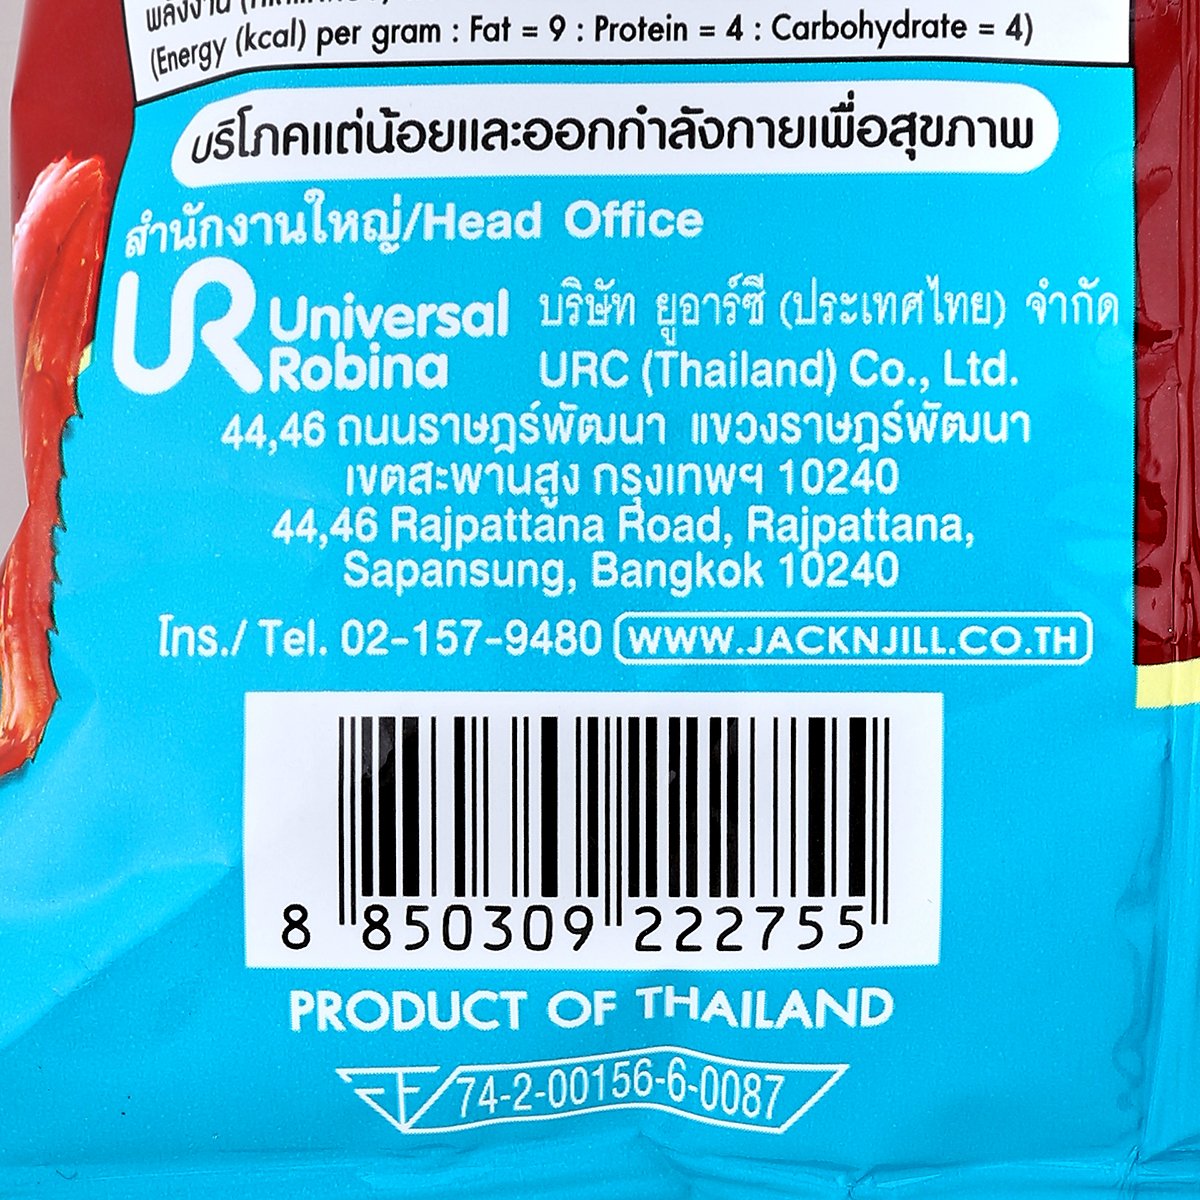 (Energy (kcal) per gram : Fat = 9 : Protein = 4 : Carbohydrate = 4)
บริโภคแต่น้อยและออกกำลังกายเพื่อสุขภาพ
สำนักงานใหญ่/Head Office
UR Universal Robina
บริษัท ยูอาร์ซี (ประเทศไทย) จำกัด
URC (Thailand) Co., Ltd.
44,46 ถนนราษฎร์พัฒนา แขวงราษฎร์พัฒนา
เขตสะพานสูง กรุงเทพฯ 10240
44,46 Rajpattana Road, Rajpattana,
Sapansung, Bangkok 10240
โทร./ Tel. 02-157-9480 WWW.JACKNJILL.CO.TH
8 850309 222755
PRODUCT OF THAILAND
74-2-00156-6-0087